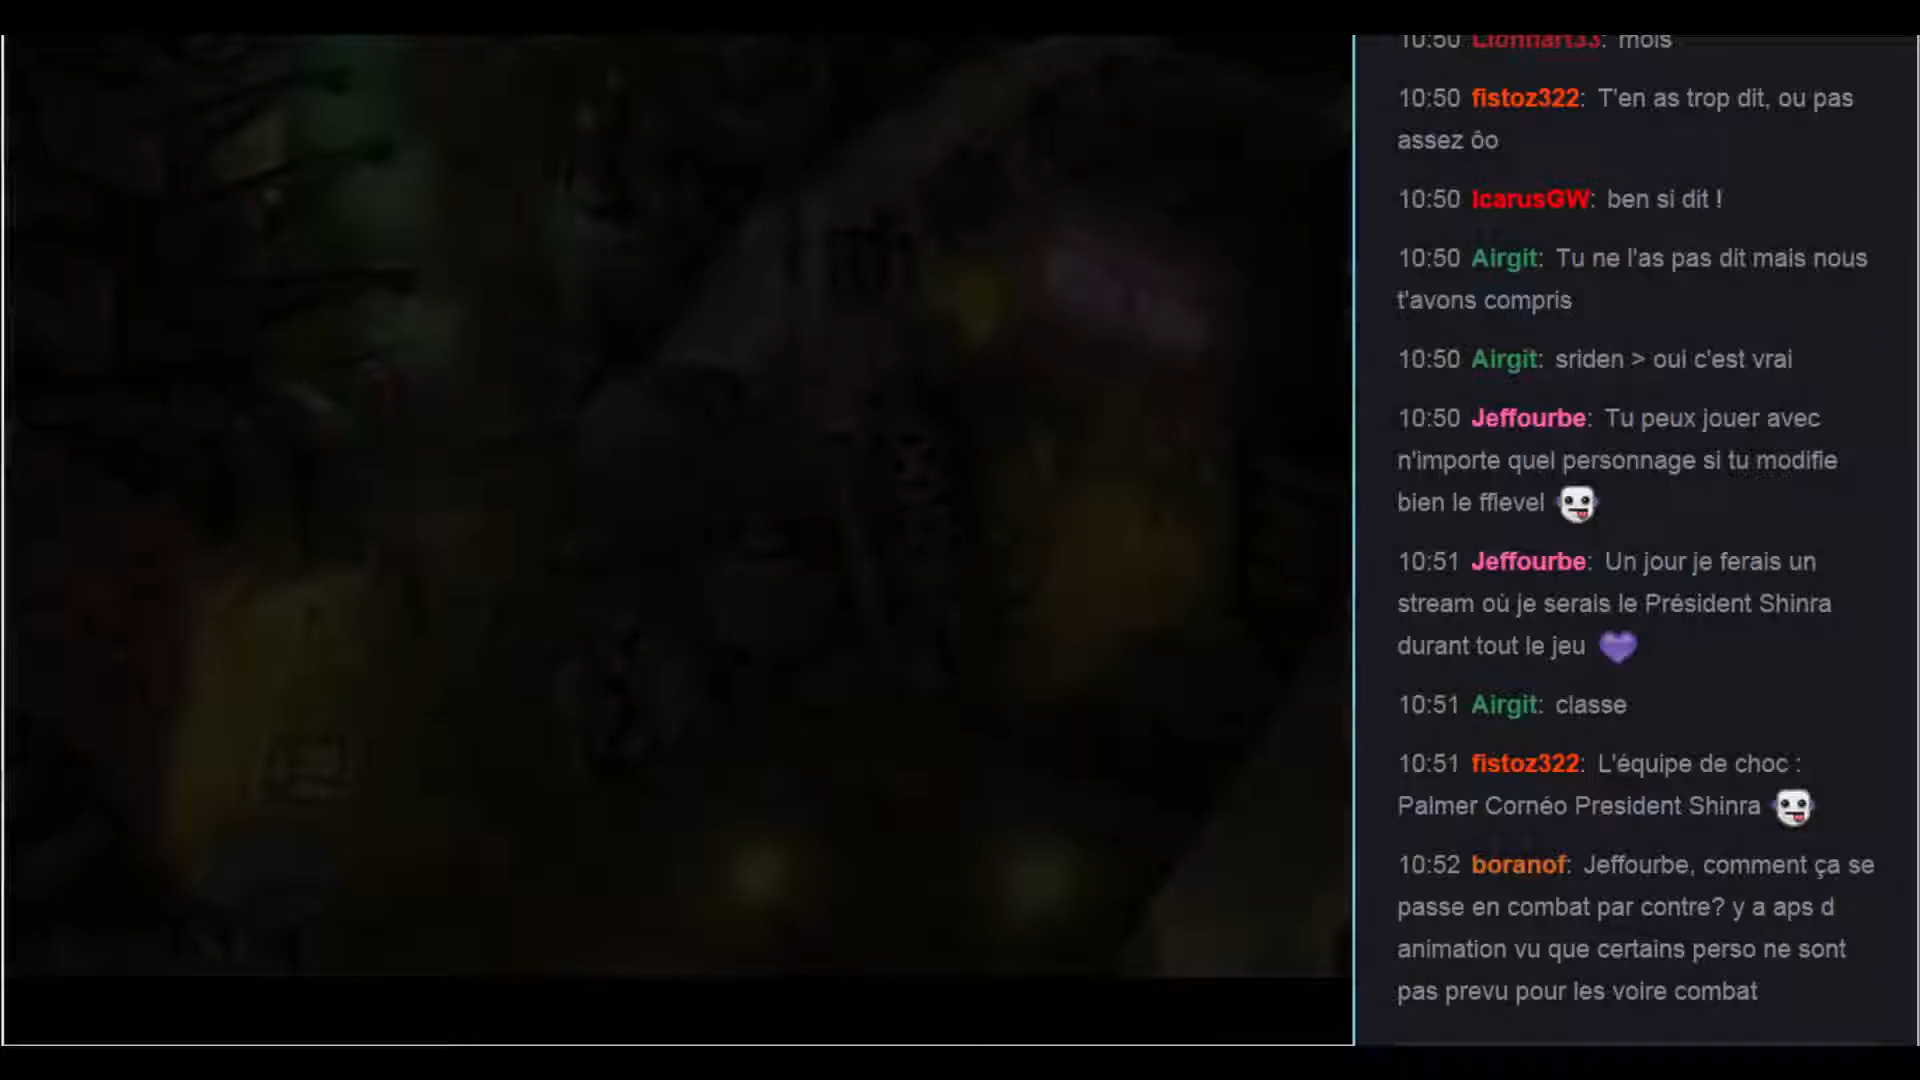 10:50 Lionhart33: mois
10:50 fistoz322: T'en as trop dit, ou pas
assez ôo
10:50 IcarusGW: ben si dit !
10:50 Airgit: Tu ne l'as pas dit mais nous
t'avons compris
10:50 Airgit: sriden > oui c'est vrai
10:50 Jeffourbe: Tu peux jouer avec
n'importe quel personnage si tu modifie
bien le fflevel
10:51 Jeffourbe: Un jour je ferais un
stream où je serais le Président Shinra
durant tout le jeu
10:51 Airgit: classe
10:51 fistoz322: L'équipe de choc :
Palmer Cornéo President Shinra
10:52 boranof: Jeffourbe, comment ça se
passe en combat par contre? y a aps d
animation vu que certains perso ne sont
pas prevu pour les voire combat